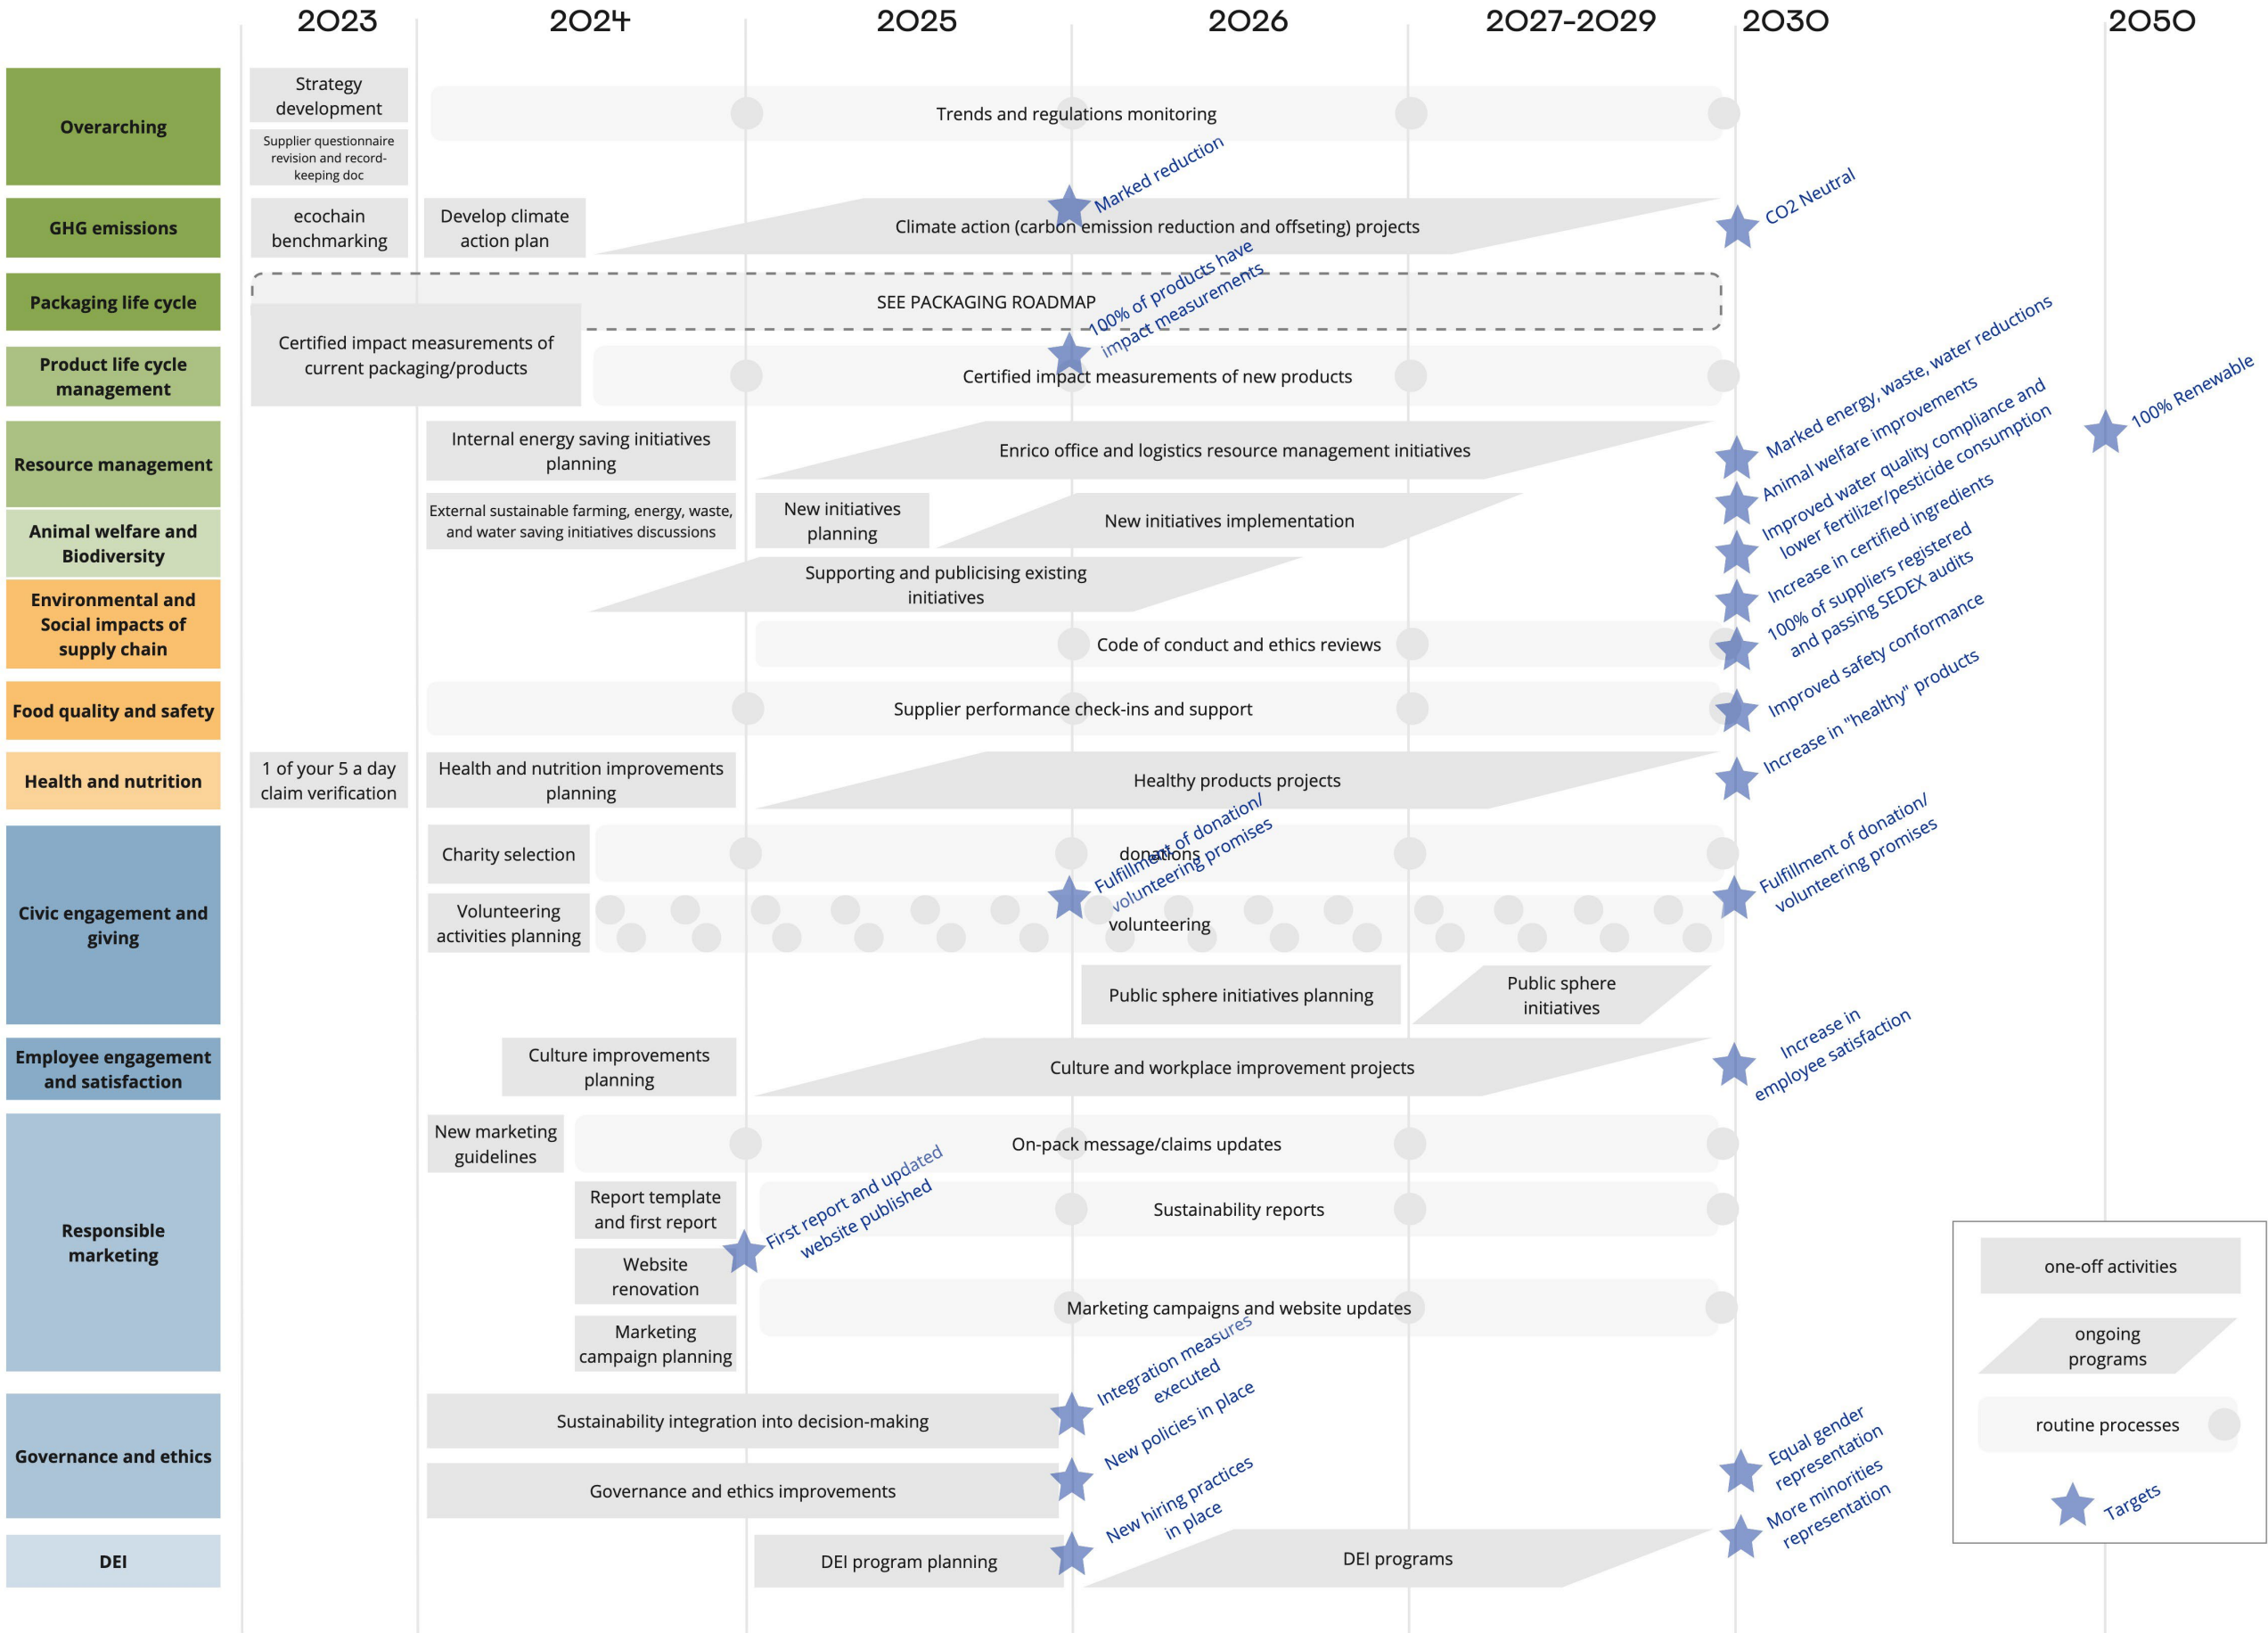 2023
2024
2025
2026
2027-2029
2030
2050
Overarching
Strategy
development
Supplier questionnaire
revision and record-
keeping doc
Trends and regulations monitoring
GHG emissions
ecochain
benchmarking
Develop climate
action plan
Climate action (carbon emission reduction and offseting) projects
Marked reduction
CO2 Neutral
Packaging life cycle
SEE PACKAGING ROADMAP
Product life cycle
management
Certified impact measurements of
current packaging/products
Certified impact measurements of new products
100% of products have
impact measurements
Resource management
Internal energy saving initiatives
planning
Enrico office and logistics resource management initiatives
Marked energy, waste, water reductions
100% Renewable
External sustainable farming, energy, waste,
and water saving initiatives discussions
New initiatives
planning
New initiatives implementation
Animal welfare improvements
Animal welfare and
Biodiversity
Improved water quality compliance and
lower fertilizer/pesticide consumption
Supporting and publicising existing
initiatives
Increase in certified ingredients
Environmental and
Social impacts of
supply chain
Code of conduct and ethics reviews
100% of suppliers registered
and passing SEDEX audits
Food quality and safety
Supplier performance check-ins and support
Improved safety conformance
Health and nutrition
1 of your 5 a day
claim verification
Health and nutrition improvements
planning
Healthy products projects
Increase in "healthy" products
Civic engagement and
giving
Charity selection
donations
Volunteering
activities planning
volunteering
Fulfillment of donation/
volunteering promises
Fulfillment of donation/
volunteering promises
Public sphere initiatives planning
Public sphere
initiatives
Employee engagement
and satisfaction
Culture improvements
planning
Culture and workplace improvement projects
Increase in
employee satisfaction
Responsible
marketing
New marketing
guidelines
On-pack message/claims updates
Report template
and first report
Sustainability reports
First report and updated
website published
Website
renovation
Marketing campaigns and website updates
Marketing
campaign planning
Governance and ethics
Sustainability integration into decision-making
Integration measures
executed
Governance and ethics improvements
New policies in place
Equal gender
representation
DEI
DEI program planning
New hiring practices
in place
DEI programs
More minorities
representation
one-off activities
ongoing
programs
routine processes
Targets